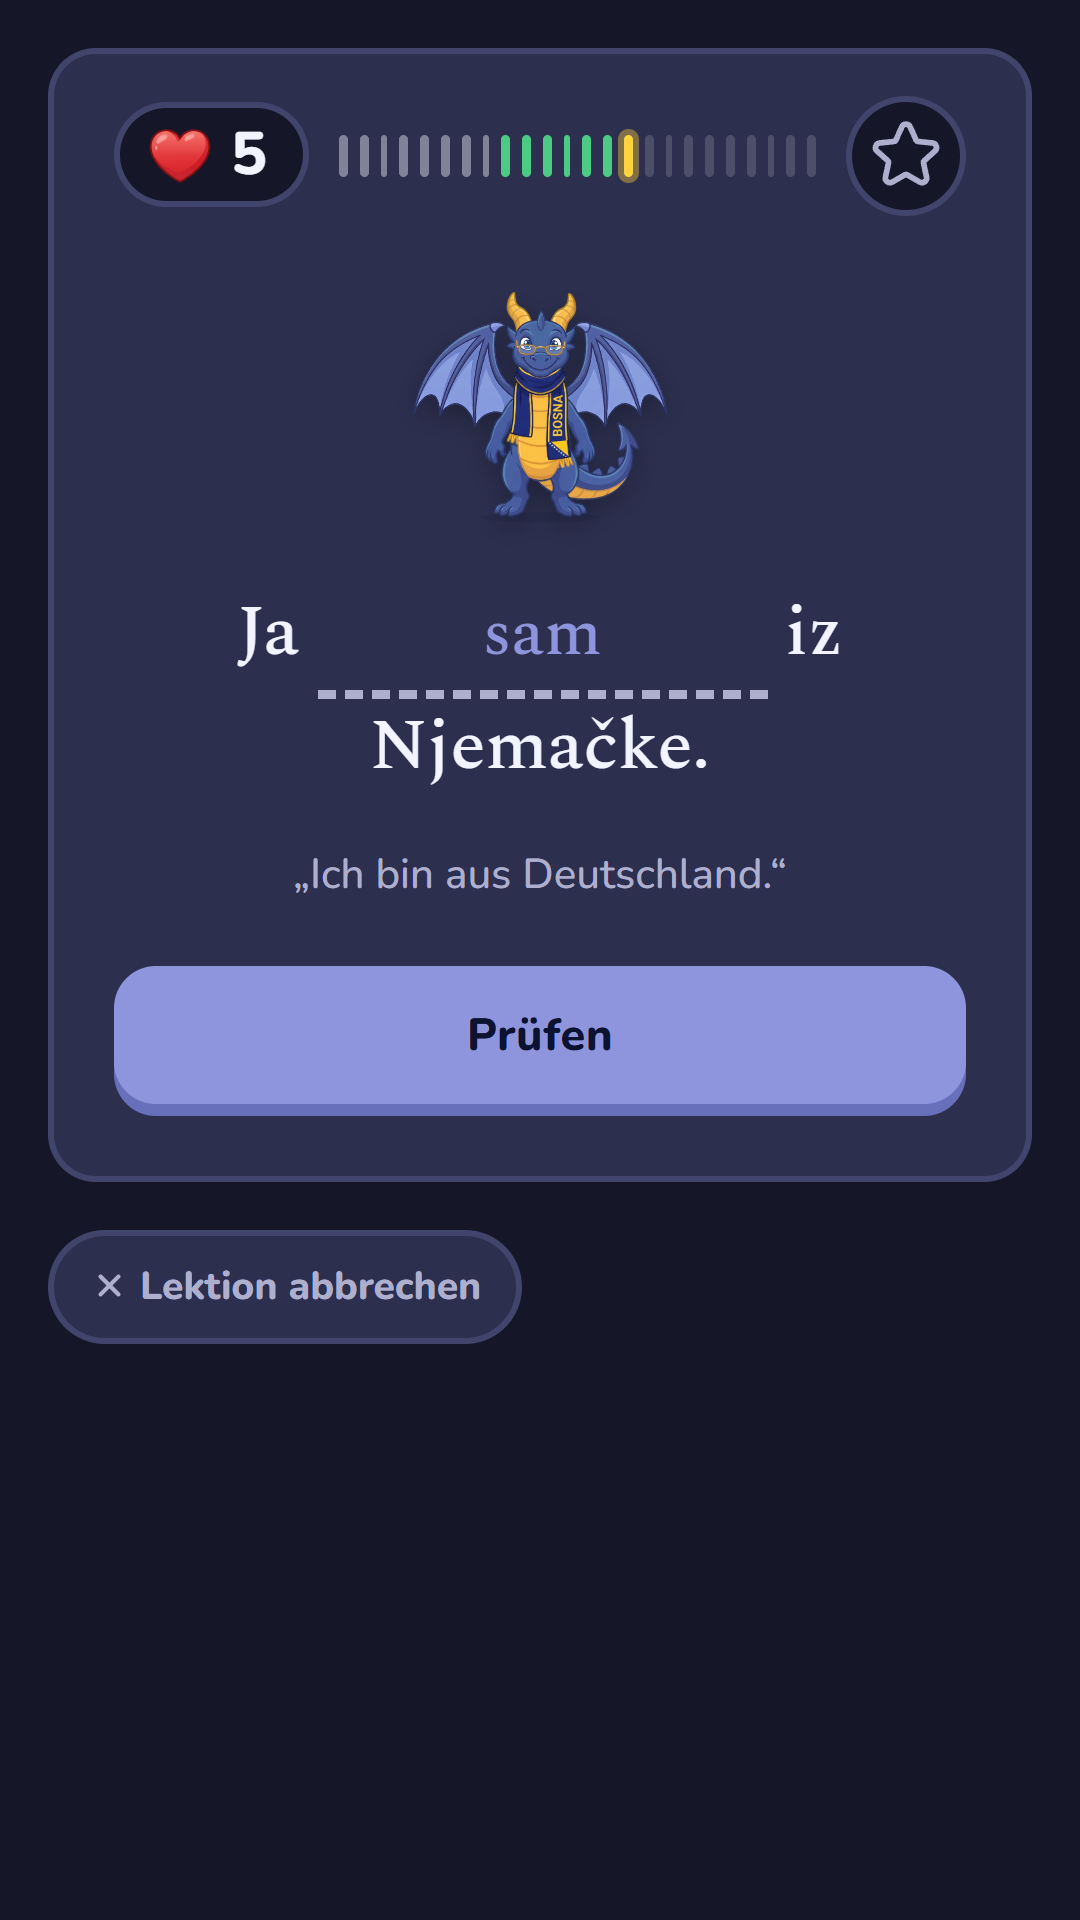 5
BOSNA
Ja sam iz
Njemačke.
„Ich bin aus Deutschland.“
Prüfen
✕ Lektion abbrechen